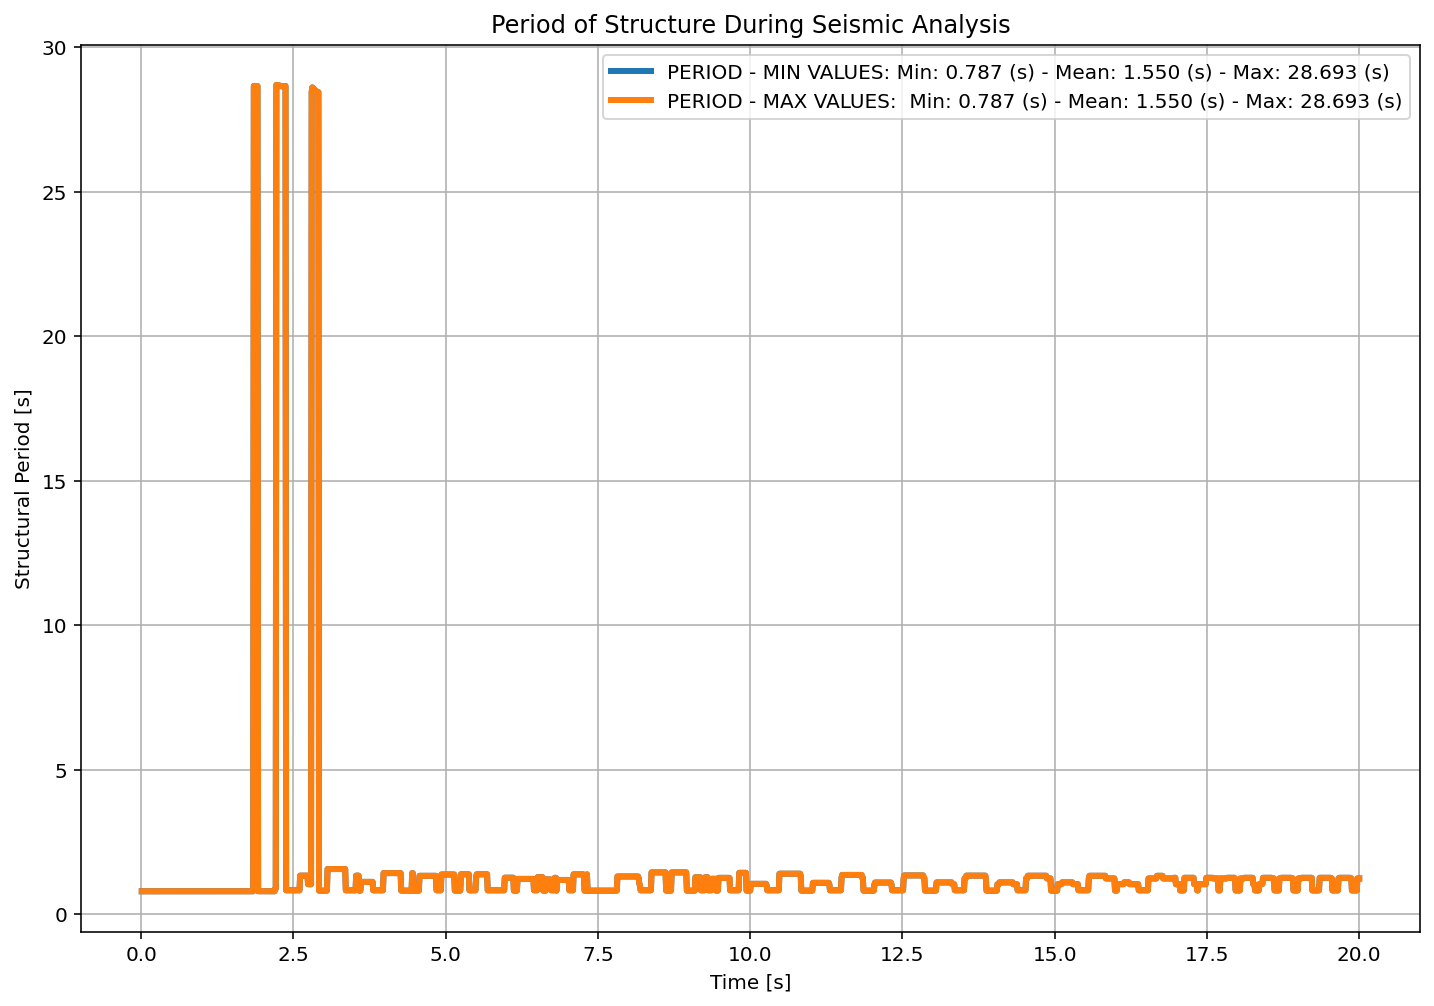 Period of Structure During Seismic Analysis
PERIOD - MIN VALUES: Min: 0.787 (s) - Mean: 1.550 (s) - Max: 28.693 (s)
PERIOD - MAX VALUES:  Min: 0.787 (s) - Mean: 1.550 (s) - Max: 28.693 (s)
Structural Period [s]
30
25
20
15
10
5
0
0.0 2.5 5.0 7.5 10.0 12.5 15.0 17.5 20.0
Time [s]